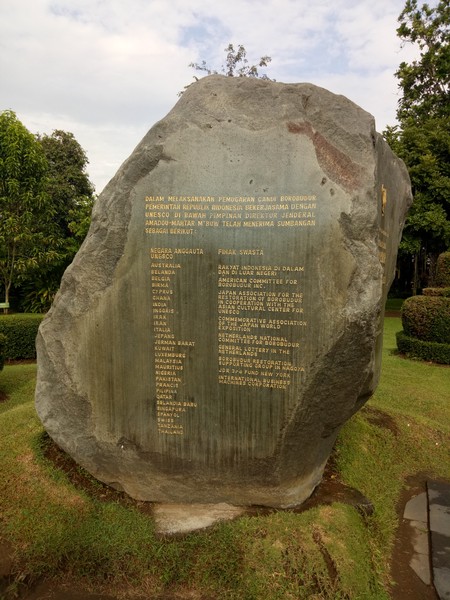 DALAM MELAKSANAKAN PEMUGARAN CANDI BOROBUDUR
PEMERINTAH REPUBLIK INDONESIA BEKERJASAMA DENGAN
UNESCO DI BAWAH PIMPINAN DIREKTUR JENDERAL
AMADOU-MAHTAR M'BOW TELAH MENERIMA SUMBANGAN
SEBAGAI BERIKUT:
NEGARA ANGGAUTA
UNESCO
AUSTRALIA
BELANDA
BELGIA
BIRMA
CYPRUS
GHANA
INDIA
INGGRIS
IRAK
IRAN
ITALIA
JEPANG
JERMAN BARAT
KUWAIT
LUXEMBURG
MALAYSIA
MAURITIUS
NIGERIA
PAKISTAN
PRANCIS
PILIPINA
QATAR
SELANDIA BARU
SINGAPURA
SPANYOL
SWISS
TANZANIA
THAILAND
PIHAK SWASTA
RAKYAT INDONESIA DI DALAM
DAN DI LUAR NEGERI
AMERICAN COMMITTEE FOR
BOROBUDUR INC.
JAPAN ASSOCIATION FOR THE
RESTORATION OF BOROBUDUR
IN COOPERATION WITH THE
ASIAN CULTURAL CENTER FOR
UNESCO
COMMEMORATIVE ASSOCIATION
OF THE JAPAN WORLD
EXPOSITION
NETHERLANDS NATIONAL
COMMITTEE FOR BOROBUDUR
GENERAL LOTTERY IN THE
NETHERLANDS
BOROBUDUR RESTORATION
SUPPORTING GROUP IN NAGOYA
JDR 3RD FUND NEW YORK
INTERNATIONAL BUSINESS
MACHINES CORPORATION